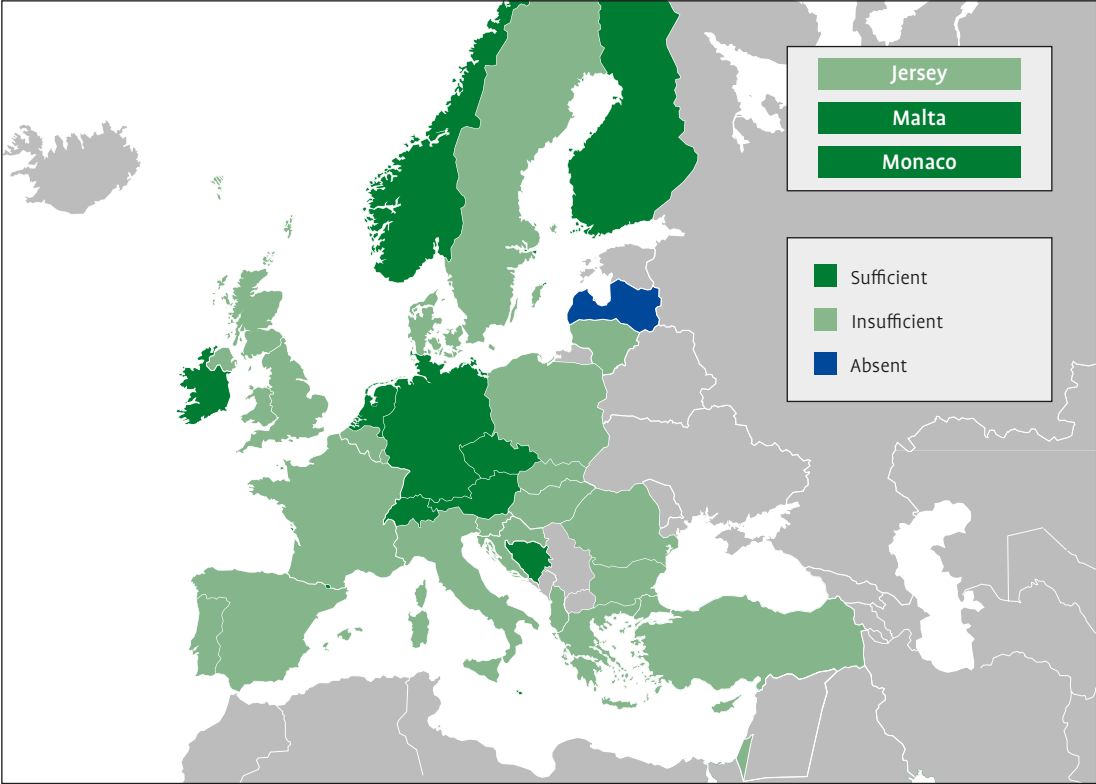 Jersey
Malta
Monaco
Sufficient
Insufficient
Absent